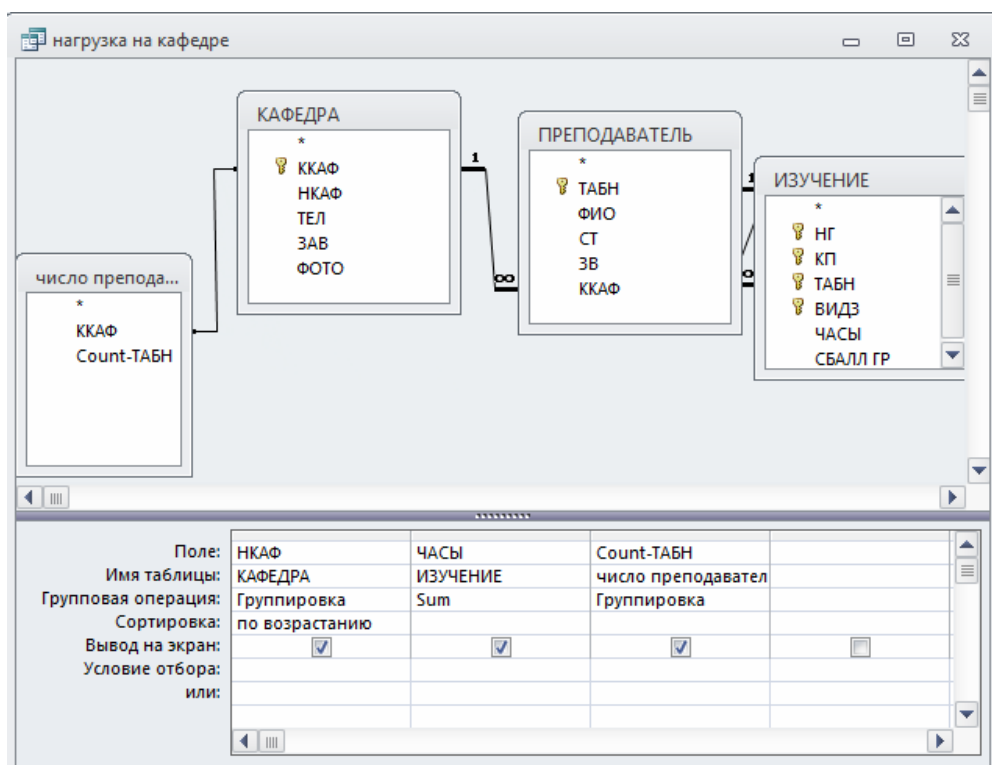 нагрузка на кафедре
КАФЕДРА
*
ККАФ
НКАФ
ТЕЛ
ЗАВ
ФОТО
1
∞
ПРЕПОДАВАТЕЛЬ
*
ТАБН
ФИО
СТ
ЗВ
ККАФ
1
ИЗУЧЕНИЕ
*
НГ
КП
ТАБН
ВИДЗ
ЧАСЫ
СБАЛЛ ГР
число препода...
*
ККАФ
Count-ТАБН
Поле: НКАФ ЧАСЫ Count-ТАБН
Имя таблицы: КАФЕДРА ИЗУЧЕНИЕ число преподавател
Групповая операция: Группировка Sum Группировка
Сортировка: по возрастанию
Вывод на экран:
Условие отбора:
или: